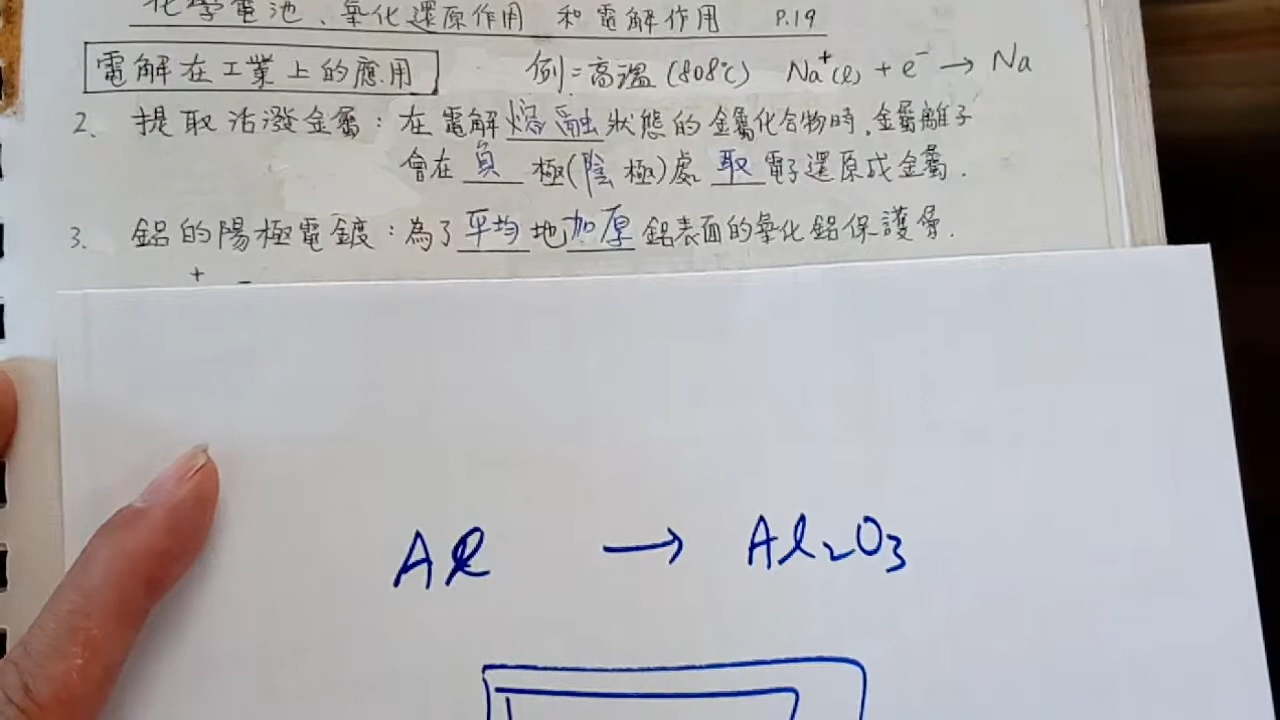 化學電池、氧化還原作用 和電解作用 P.19
電解在工業上的應用 例=高溫(808℃) Na⁺(ℓ) + e⁻ → Na
2. 提取活潑金屬:在電解熔融狀態的金屬化合物時,金屬離子
會在負極(陰極)處取電子還原成金屬.
3. 鋁的陽極電鍍:為了平均地加厚鋁表面的氧化鋁保護膏.
+ -
Al → Al₂O₃